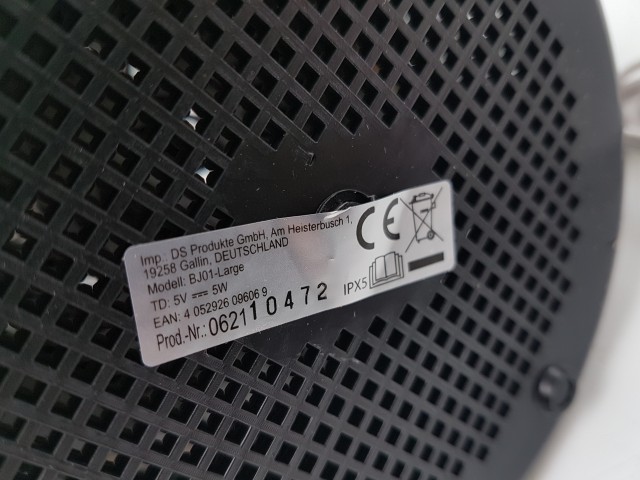 Imp.: DS Produkte GmbH, Am Heisterbusch 1,
19258 Gallin, DEUTSCHLAND
Modell: BJ01-Large
TD: 5V ⎓ 5W
EAN: 4 052926 09606 9
Prod.-Nr.: 062110472
CE
IPX5